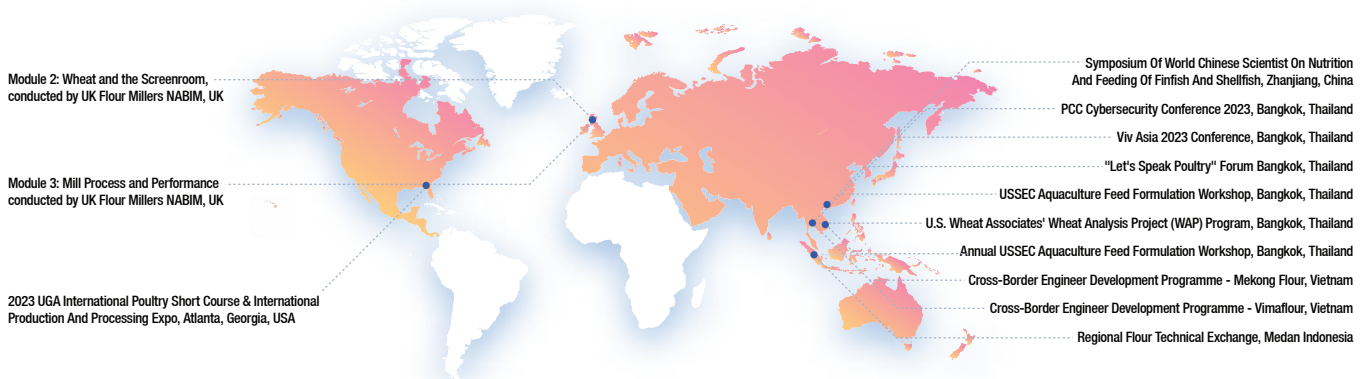 Module 2: Wheat and the Screenroom,
conducted by UK Flour Millers NABIM, UK
Module 3: Mill Process and Performance
conducted by UK Flour Millers NABIM, UK
2023 UGA International Poultry Short Course & International
Production And Processing Expo, Atlanta, Georgia, USA
Symposium Of World Chinese Scientist On Nutrition
And Feeding Of Finfish And Shellfish, Zhanjiang, China
PCC Cybersecurity Conference 2023, Bangkok, Thailand
Viv Asia 2023 Conference, Bangkok, Thailand
"Let's Speak Poultry" Forum Bangkok, Thailand
USSEC Aquaculture Feed Formulation Workshop, Bangkok, Thailand
U.S. Wheat Associates' Wheat Analysis Project (WAP) Program, Bangkok, Thailand
Annual USSEC Aquaculture Feed Formulation Workshop, Bangkok, Thailand
Cross-Border Engineer Development Programme - Mekong Flour, Vietnam
Cross-Border Engineer Development Programme - Vimaflour, Vietnam
Regional Flour Technical Exchange, Medan Indonesia